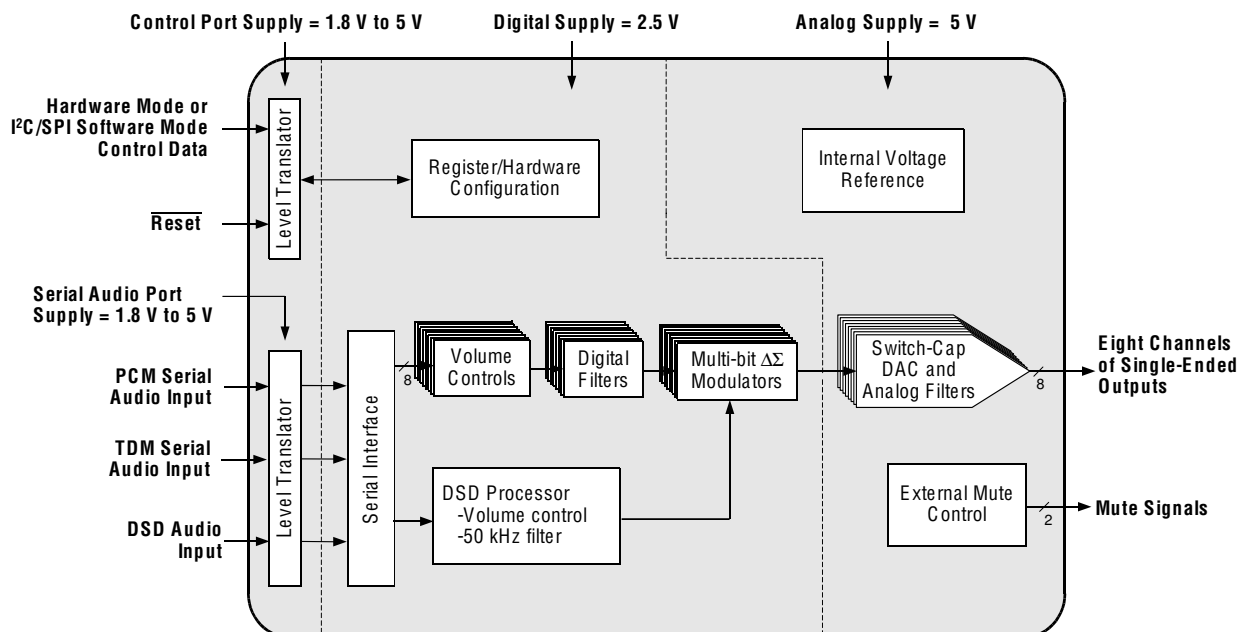 Control Port Supply = 1.8 V to 5 V
Digital Supply = 2.5 V
Analog Supply = 5 V
Hardware Mode or
I²C/SPI Software Mode
Control Data
Reset
Level Translator
Register/Hardware
Configuration
Internal Voltage
Reference
Serial Audio Port
Supply = 1.8 V to 5 V
PCM Serial
Audio Input
TDM Serial
Audio Input
DSD Audio
Input
Level Translator
Serial Interface
8
Volume
Controls
Digital
Filters
Multi-bit ΔΣ
Modulators
Switch-Cap
DAC and
Analog Filters
8
Eight Channels
of Single-Ended
Outputs
DSD Processor
-Volume control
-50 kHz filter
External Mute
Control
2
Mute Signals